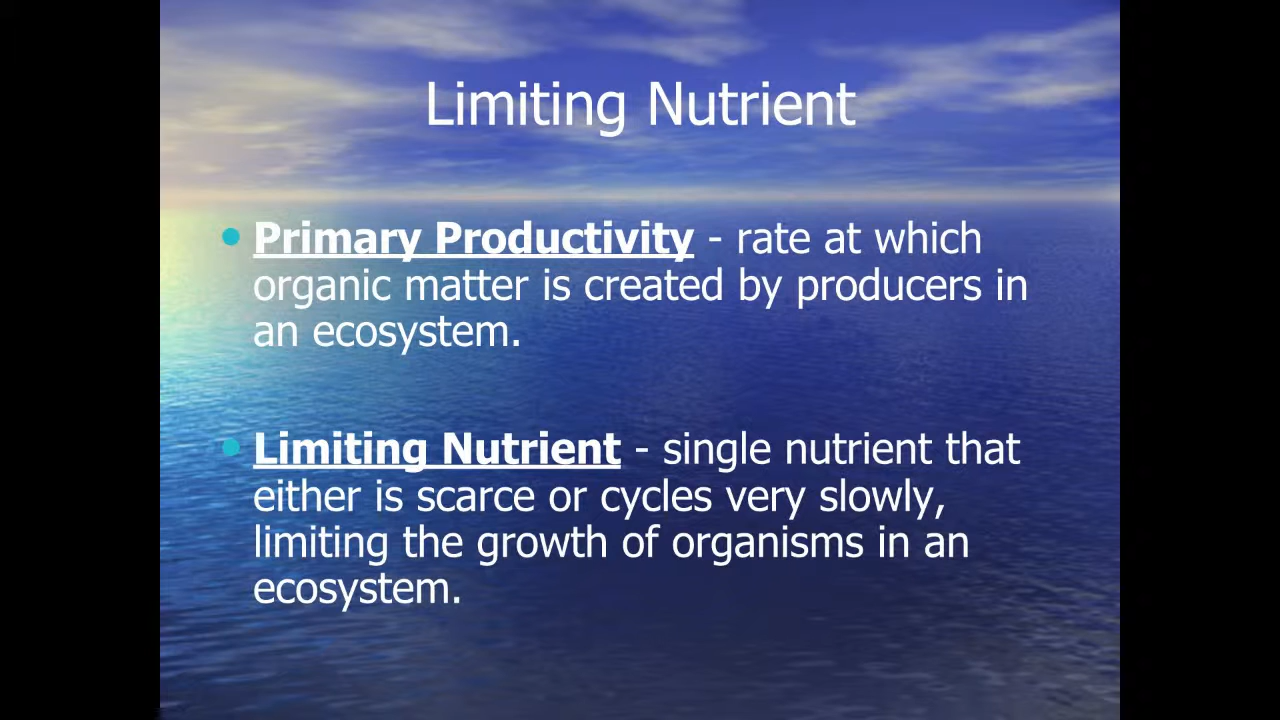 Limiting Nutrient
Primary Productivity - rate at which
organic matter is created by producers in
an ecosystem.
Limiting Nutrient - single nutrient that
either is scarce or cycles very slowly,
limiting the growth of organisms in an
ecosystem.